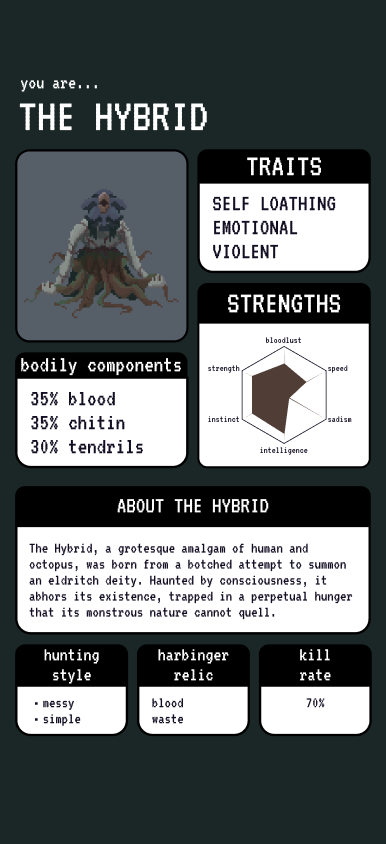 you are...
THE HYBRID
TRAITS
SELF LOATHING
EMOTIONAL
VIOLENT
STRENGTHS
bloodlust
strength
speed
instinct
sadism
intelligence
bodily components
35% blood
35% chitin
30% tendrils
ABOUT THE HYBRID
The Hybrid, a grotesque amalgam of human and
octopus, was born from a botched attempt to summon
an eldritch deity. Haunted by consciousness, it
abhors its existence, trapped in a perpetual hunger
that its monstrous nature cannot quell.
hunting
style
• messy
• simple
harbinger
relic
blood
waste
kill
rate
70%